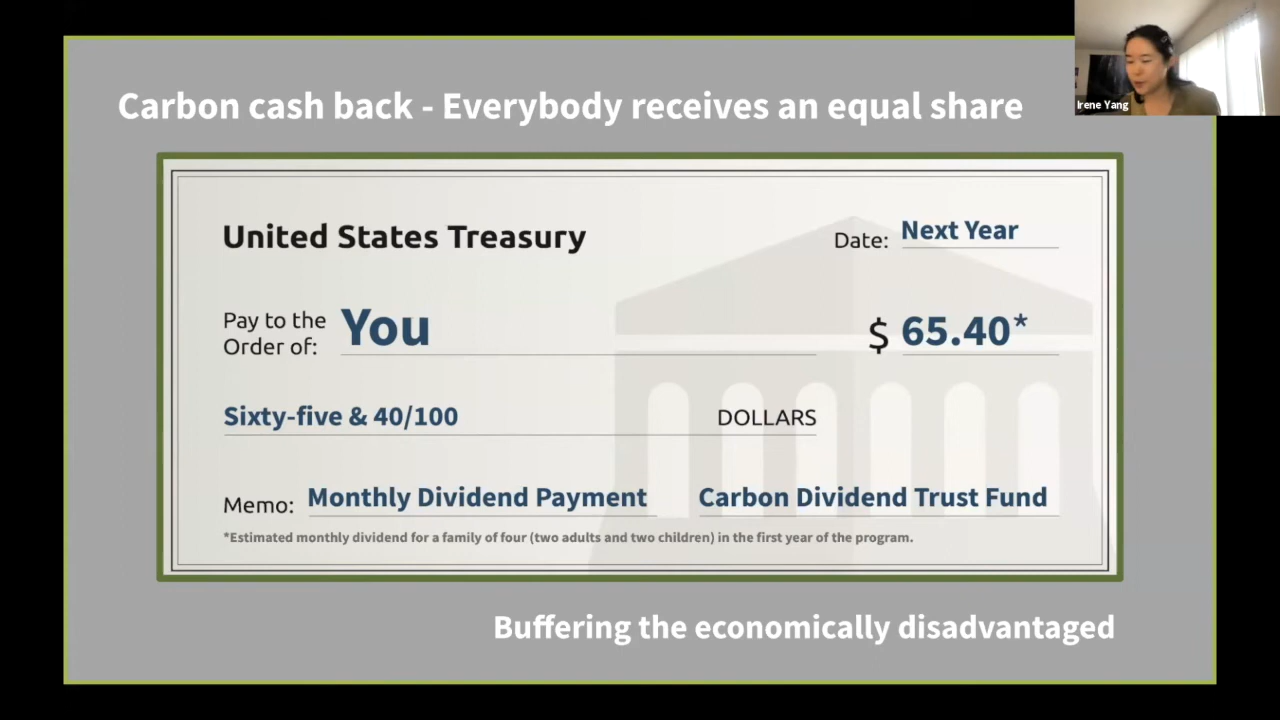 Carbon cash back - Everybody receives an equal share
Irene Yang
United States Treasury
Date: Next Year
Pay to the
Order of: You
$ 65.40*
Sixty-five & 40/100 DOLLARS
Memo: Monthly Dividend Payment Carbon Dividend Trust Fund
*Estimated monthly dividend for a family of four (two adults and two children) in the first year of the program.
Buffering the economically disadvantaged